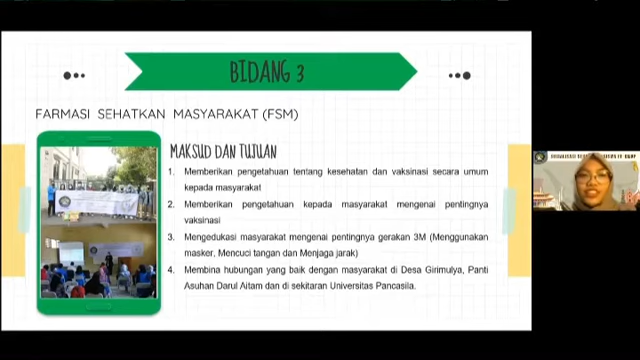 BIDANG 3
FARMASI SEHATKAN MASYARAKAT (FSM)
MAKSUD DAN TUJUAN
1. Memberikan pengetahuan tentang kesehatan dan vaksinasi secara umum
kepada masyarakat
2. Memberikan pengetahuan kepada masyarakat mengenai pentingnya
vaksinasi
3. Mengedukasi masyarakat mengenai pentingnya gerakan 3M (Menggunakan
masker, Mencuci tangan dan Menjaga jarak)
4. Membina hubungan yang baik dengan masyarakat di Desa Girimulya, Panti
Asuhan Darul Aitam dan di sekitaran Universitas Pancasila.